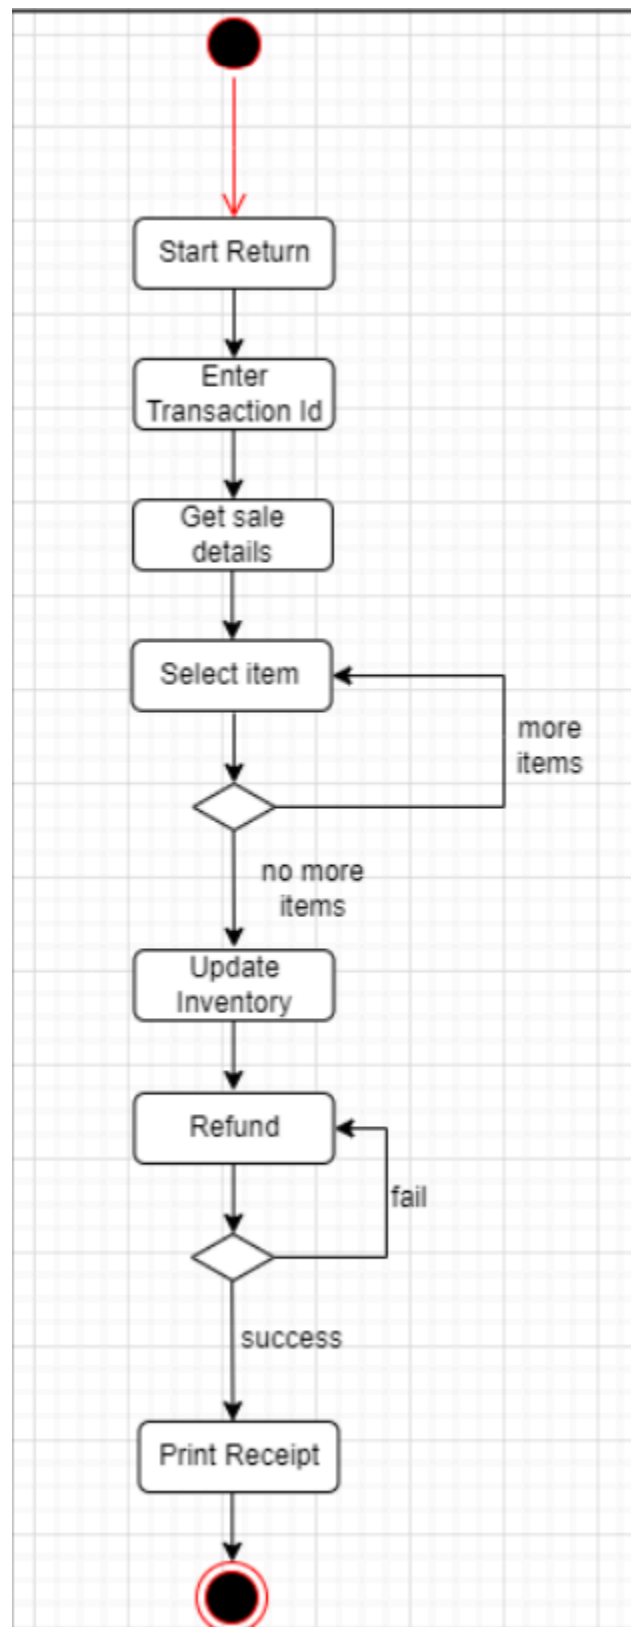 Start Return
Enter
Transaction Id
Get sale
details
Select item
more
items
no more
items
Update
Inventory
Refund
fail
success
Print Receipt